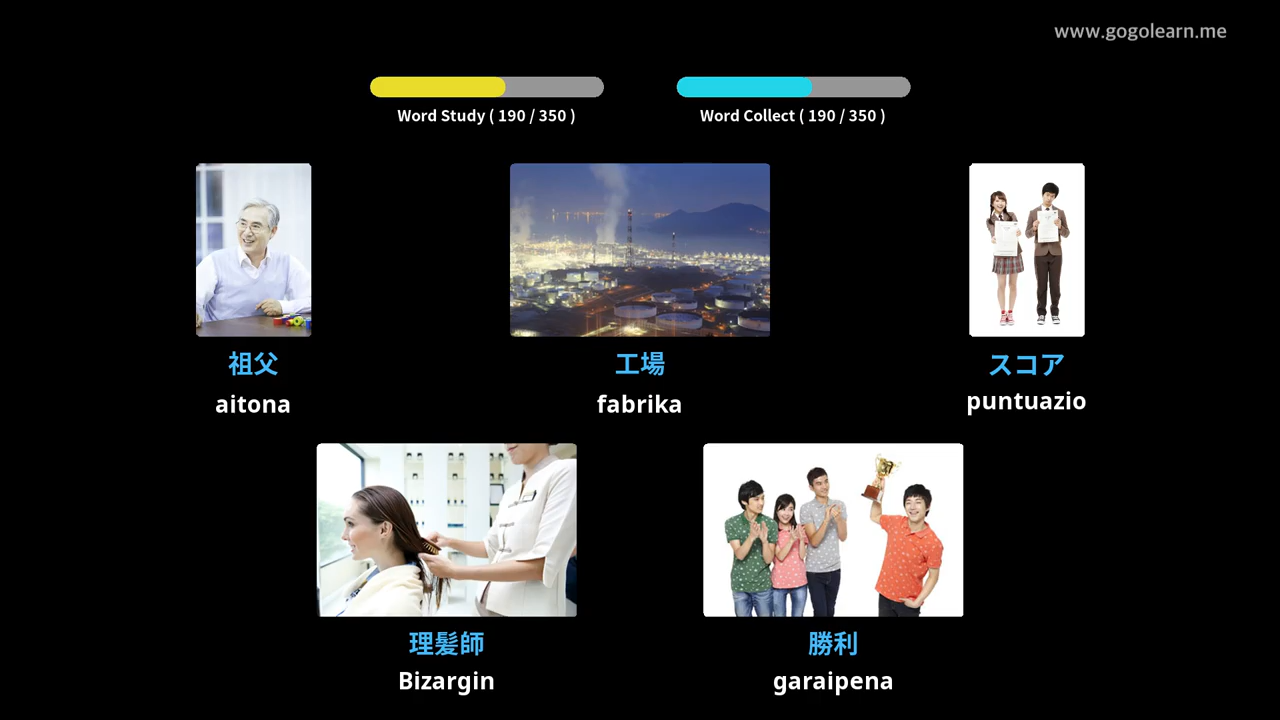 www.gogolearn.me
Word Study ( 190 / 350 )
Word Collect ( 190 / 350 )
祖父
aitona
工場
fabrika
スコア
puntuazio
理髪師
Bizargin
勝利
garaipena